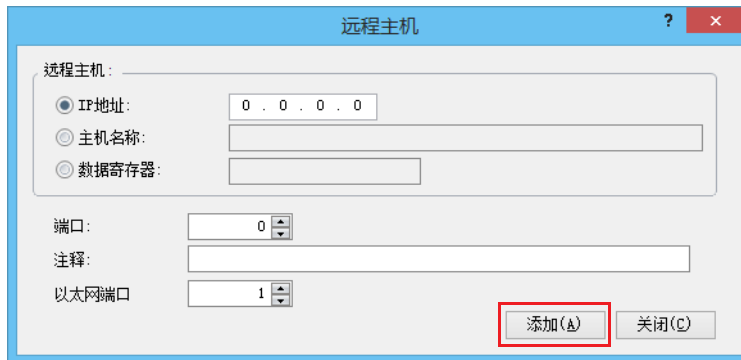 远程主机
?
×
远程主机:
IP地址:
0 . 0 . 0 . 0
主机名称:
数据寄存器:
端口:
0
注释:
以太网端口
1
添加(A)
关闭(C)